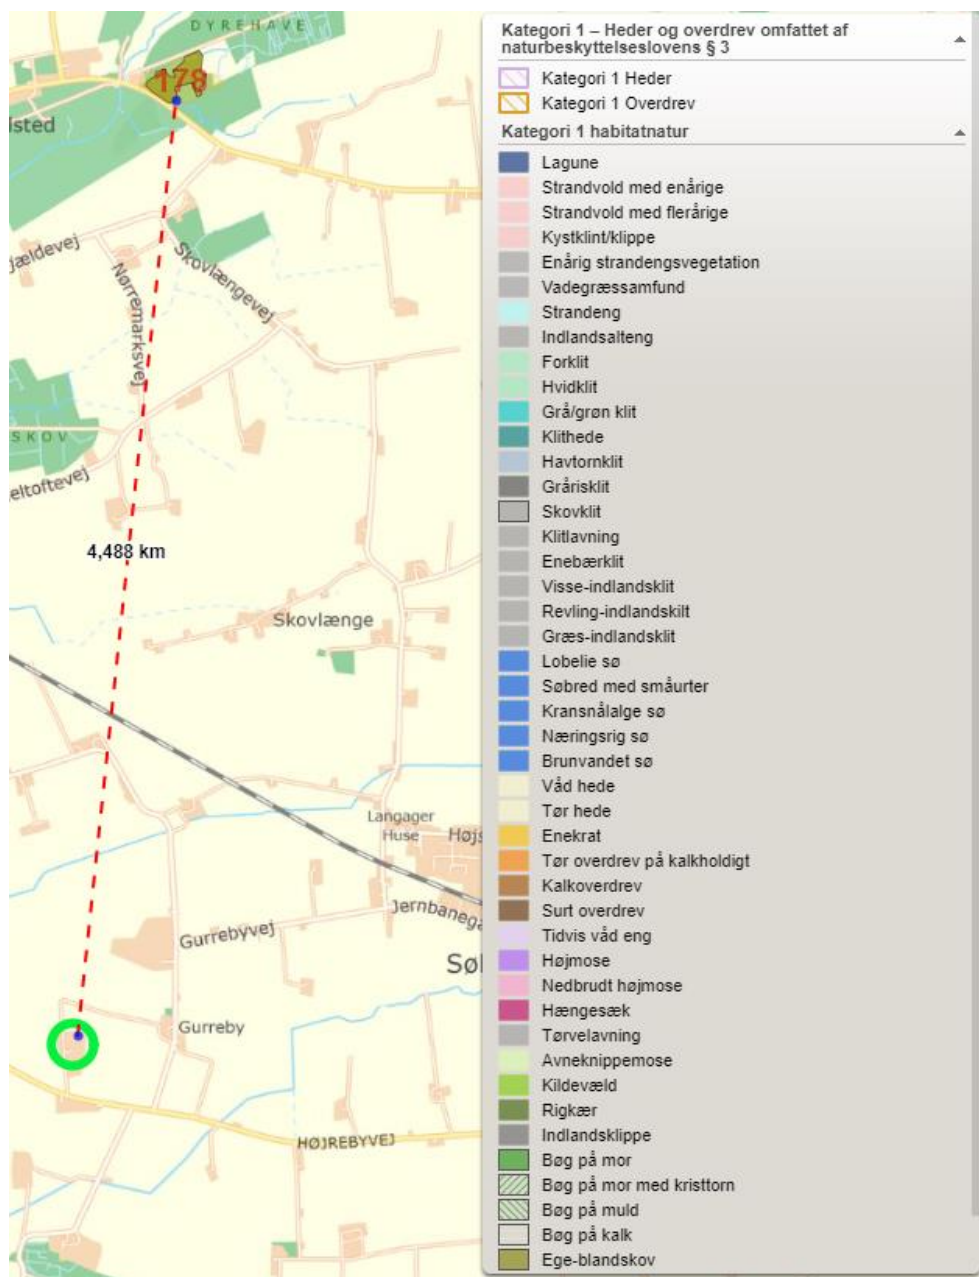 DYREHAVE
178
sted
jældevej
Skovlængevej
Nørremarksvej
SKOV
eltoftevej
4,488 km
Skovlænge
Langager
Huse
Højs
Jernbanega
Gurrebyvej
Søl
Gurreby
HØJREBYVEJ
Kategori 1 – Heder og overdrev omfattet af
naturbeskyttelseslovens § 3
Kategori 1 Heder
Kategori 1 Overdrev
Kategori 1 habitatnatur
Lagune
Strandvold med enårige
Strandvold med flerårige
Kystklint/klippe
Enårig strandengsvegetation
Vadegræssamfund
Strandeng
Indlandsalteng
Forklit
Hvidklit
Grå/grøn klit
Klithede
Havtornklit
Grårisklit
Skovklit
Klitlavning
Enebærklit
Visse-indlandsklit
Revling-indlandskilt
Græs-indlandsklit
Lobelie sø
Søbred med småurter
Kransnålalge sø
Næringsrig sø
Brunvandet sø
Våd hede
Tør hede
Enekrat
Tør overdrev på kalkholdigt
Kalkoverdrev
Surt overdrev
Tidvis våd eng
Højmose
Nedbrudt højmose
Hængesæk
Tørvelavning
Avneknippemose
Kildevæld
Rigkær
Indlandsklippe
Bøg på mor
Bøg på mor med kristtorn
Bøg på muld
Bøg på kalk
Ege-blandskov